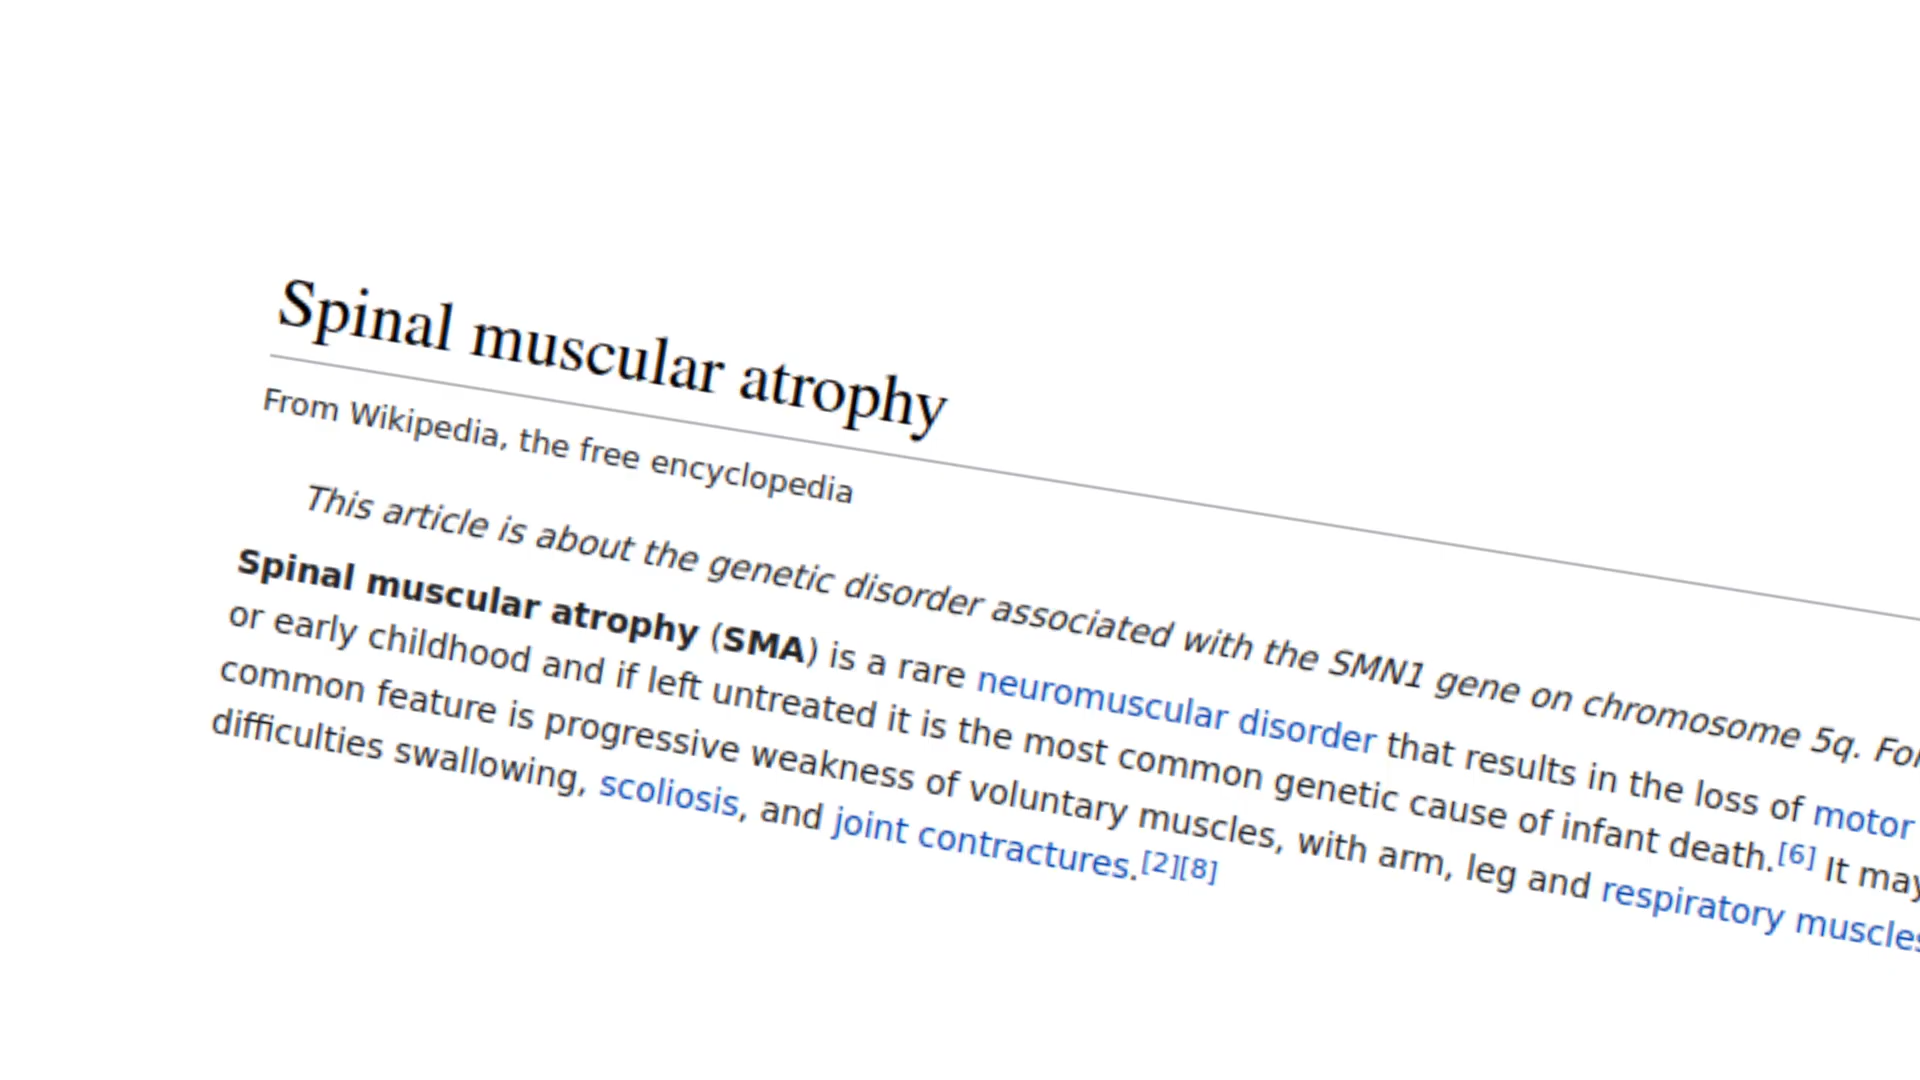 Spinal muscular atrophy
From Wikipedia, the free encyclopedia
This article is about the genetic disorder associated with the SMN1 gene on chromosome 5q. For
Spinal muscular atrophy (SMA) is a rare neuromuscular disorder that results in the loss of motor
or early childhood and if left untreated it is the most common genetic cause of infant death.[6] It may
common feature is progressive weakness of voluntary muscles, with arm, leg and respiratory muscles
difficulties swallowing, scoliosis, and joint contractures.[2][8]